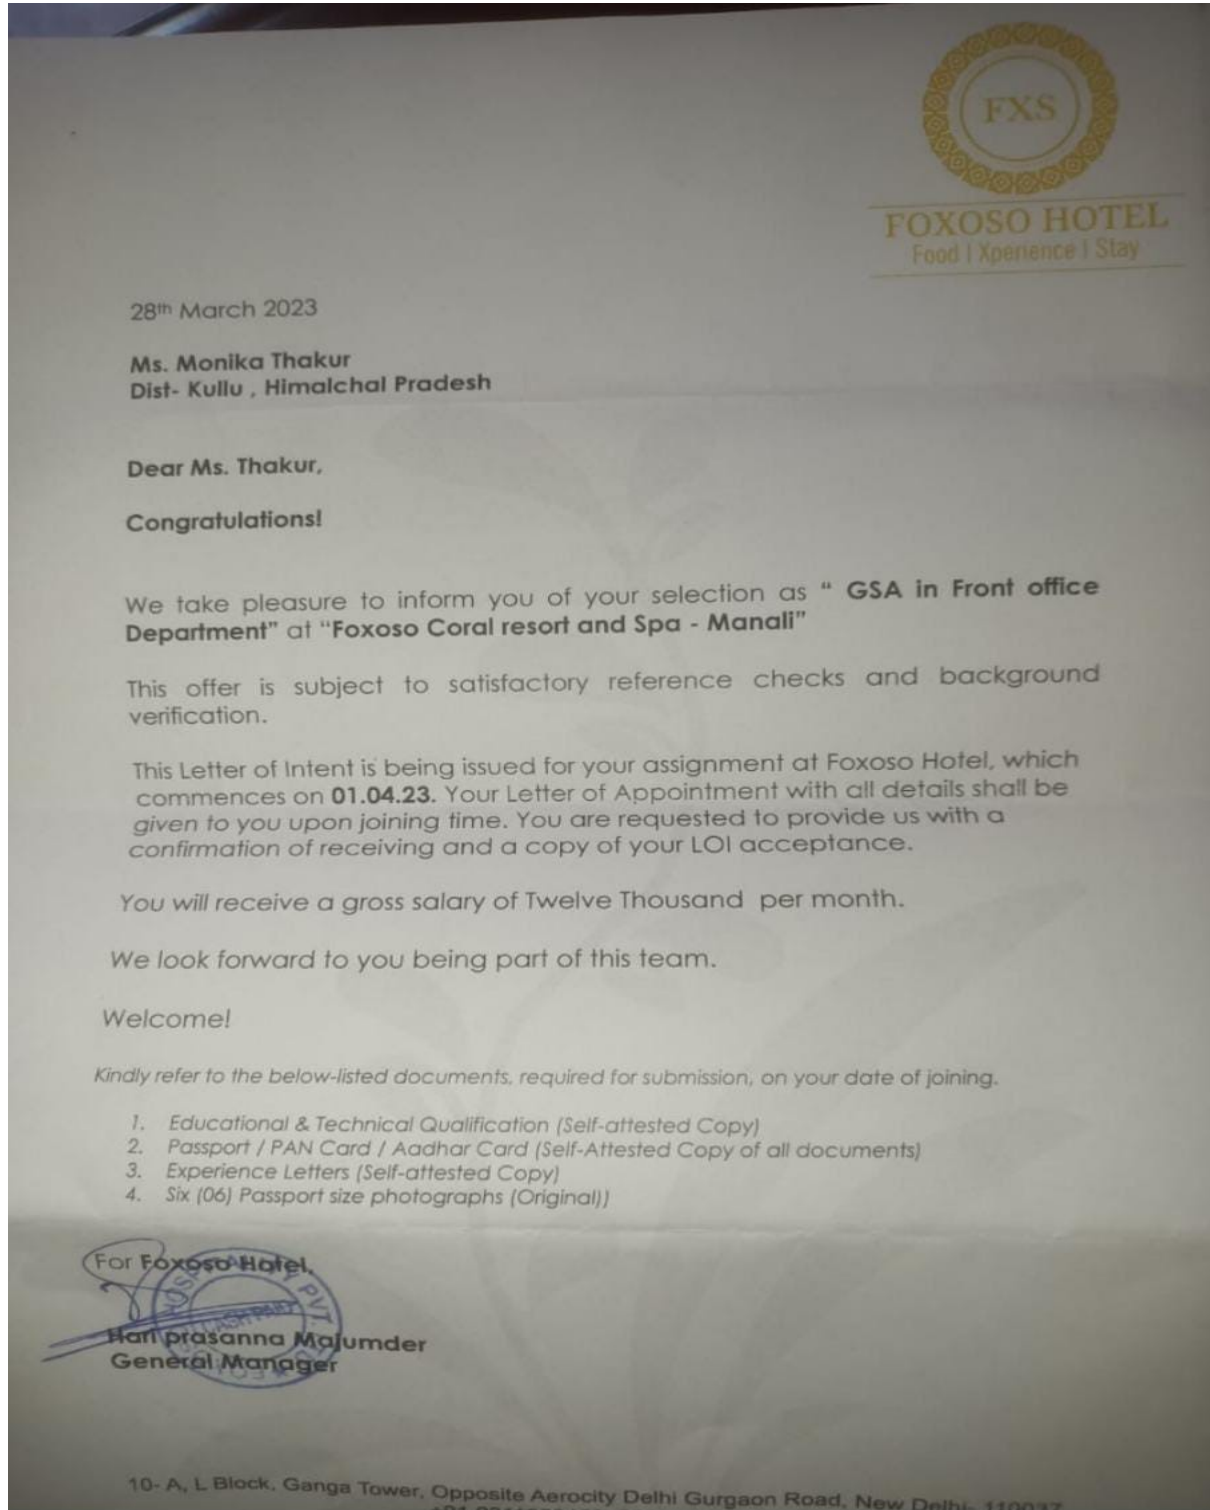 FXS
FOXOSO HOTEL
Food | Xperience | Stay
28th March 2023
Ms. Monika Thakur
Dist- Kullu , Himalchal Pradesh
Dear Ms. Thakur,
Congratulations!
We take pleasure to inform you of your selection as “ GSA in Front office
Department” at “Foxoso Coral resort and Spa - Manali”
This offer is subject to satisfactory reference checks and background
verification.
This Letter of Intent is being issued for your assignment at Foxoso Hotel, which
commences on 01.04.23. Your Letter of Appointment with all details shall be
given to you upon joining time. You are requested to provide us with a
confirmation of receiving and a copy of your LOI acceptance.
You will receive a gross salary of Twelve Thousand per month.
We look forward to you being part of this team.
Welcome!
Kindly refer to the below-listed documents, required for submission, on your date of joining.
1. Educational & Technical Qualification (Self-attested Copy)
2. Passport / PAN Card / Aadhar Card (Self-Attested Copy of all documents)
3. Experience Letters (Self-attested Copy)
4. Six (06) Passport size photographs (Original))
For Foxoso Hotel,
PVT.
CASH PAID
Hari prasanna Majumder
General Manager
10- A, L Block, Ganga Tower, Opposite Aerocity Delhi Gurgaon Road, New Delhi- 110037